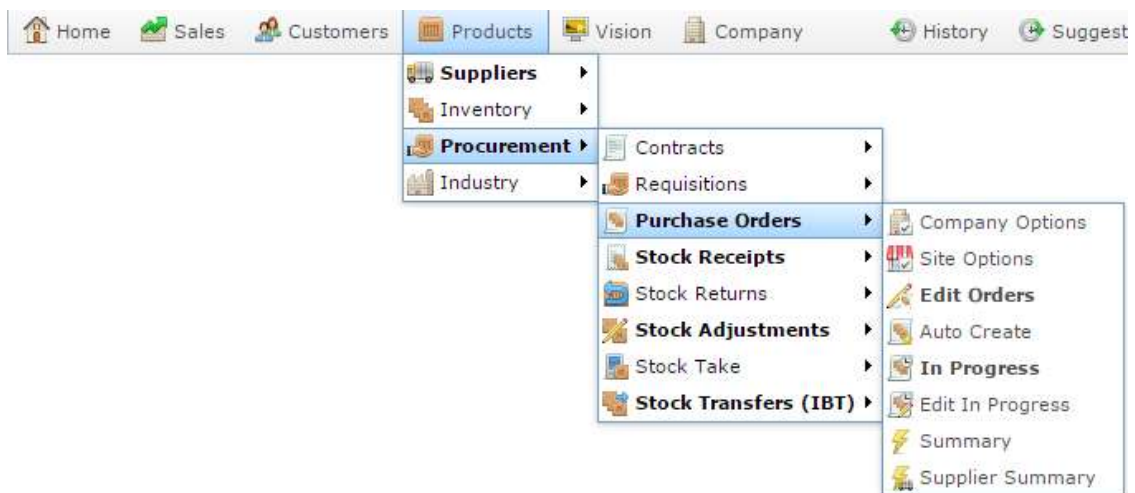 Home Sales Customers Products Vision Company History Suggest
Suppliers
Inventory
Procurement
Industry
Contracts
Requisitions
Purchase Orders
Stock Receipts
Stock Returns
Stock Adjustments
Stock Take
Stock Transfers (IBT)
Company Options
Site Options
Edit Orders
Auto Create
In Progress
Edit In Progress
Summary
Supplier Summary